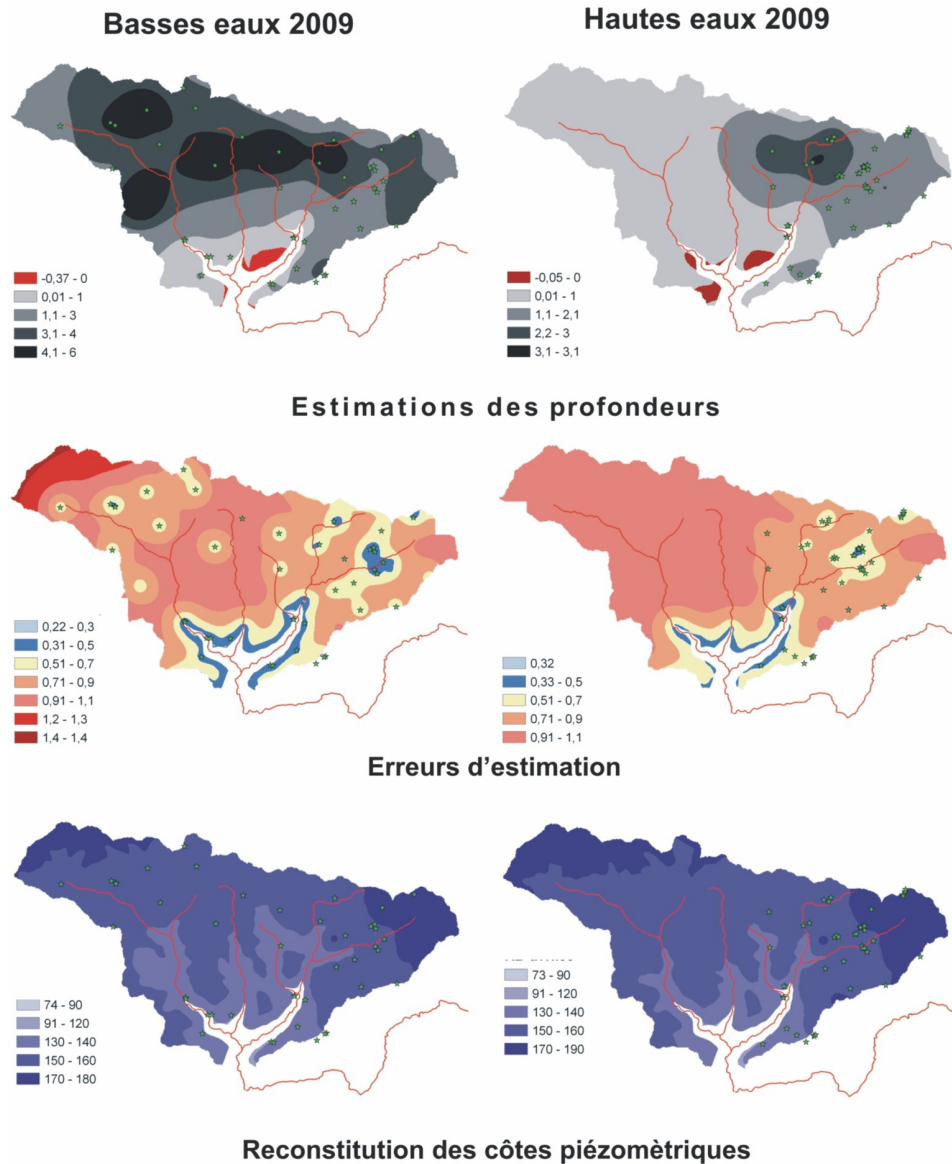 Basses eaux 2009
Hautes eaux 2009
-0,37 - 0
0,01 - 1
1,1 - 3
3,1 - 4
4,1 - 6
-0,05 - 0
0,01 - 1
1,1 - 2,1
2,2 - 3
3,1 - 3,1
Estimations des profondeurs
0,22 - 0,3
0,31 - 0,5
0,51 - 0,7
0,71 - 0,9
0,91 - 1,1
1,2 - 1,3
1,4 - 1,4
0,32
0,33 - 0,5
0,51 - 0,7
0,71 - 0,9
0,91 - 1,1
Erreurs d'estimation
74 - 90
91 - 120
130 - 140
150 - 160
170 - 180
73 - 90
91 - 120
130 - 140
150 - 160
170 - 190
Reconstitution des côtes piézomètriques